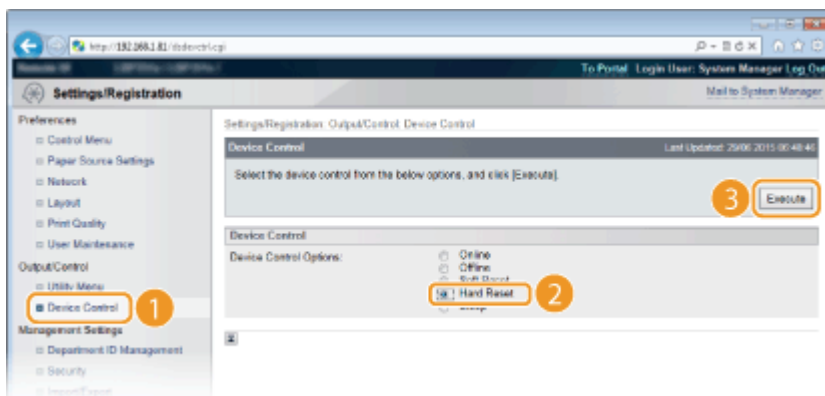 http://192.168.1.81/
To Portal Login User: System Manager Log Out
Settings/Registration
Mail to System Manager
Preferences
Control Menu
Paper Source Settings
Network
Layout
Print Quality
User Maintenance
Output/Control
Utility Menu
Device Control
1
Management Settings
Department ID Management
Security
Import/Export
Settings/Registration: Output/Control: Device Control
Device Control
Last Updated: 29/06 2015 06:48:46
Select the device control from the below options, and click [Execute].
3
Execute
Device Control
Device Control Options:
Online
Offline
Soft Reset
Hard Reset
2
Sleep